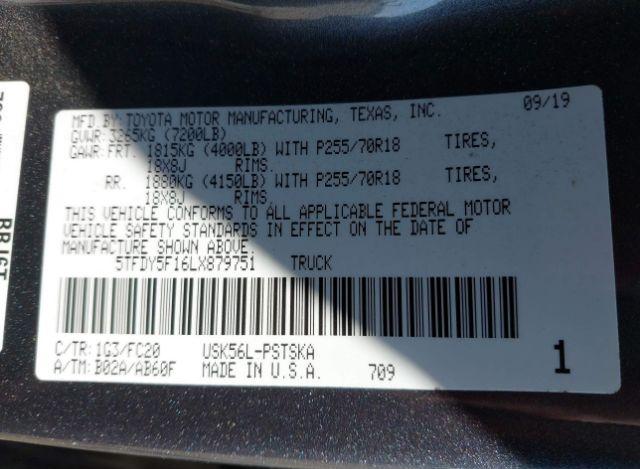 MFD BY: TOYOTA MOTOR MANUFACTURING, TEXAS, INC. 09/19
GVWR: 3265KG (7200LB)
GAWR: FRT. 1815KG (4000LB) WITH P255/70R18 TIRES,
18X8J RIMS.
RR. 1880KG (4150LB) WITH P255/70R18 TIRES,
18X8J RIMS.
THIS VEHICLE CONFORMS TO ALL APPLICABLE FEDERAL MOTOR
VEHICLE SAFETY STANDARDS IN EFFECT ON THE DATE OF
MANUFACTURE SHOWN ABOVE.
5TFDY5F16LX879751 TRUCK
C/TR: 1G3/FC20 USK56L-PSTSKA
A/TM: B02A/AB60F MADE IN U.S.A. 709 1